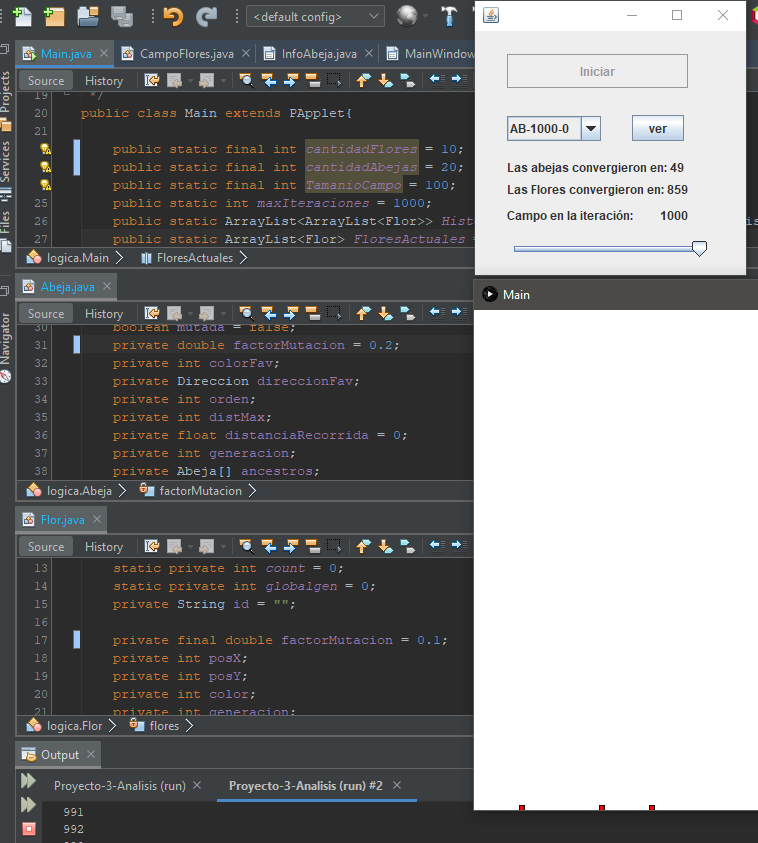 <default config>
Main.java
CampoFlores.java
InfoAbeja.java
MainWindow
Source
History
19 */
20 public class Main extends PApplet{
21
public static final int cantidadFlores = 10;
public static final int cantidadAbejas = 20;
public static final int TamanioCampo = 100;
25 public static int maxIteraciones = 1000;
26 public static ArrayList<ArrayList<Flor>> Hist
27 public static ArrayList<Flor> FloresActuales =
logica.Main
FloresActuales
Projects
Services
Files
Navigator
Abeja.java
Source
History
30 boolean mutada = false;
31 private double factorMutacion = 0.2;
32 private int colorFav;
33 private Direccion direccionFav;
34 private int orden;
35 private int distMax;
36 private float distanciaRecorrida = 0;
37 private int generacion;
38 private Abeja[] ancestros;
logica.Abeja
factorMutacion
Flor.java
Source
History
13 static private int count = 0;
14 static private int globalgen = 0;
15 private String id = "";
16
17 private final double factorMutacion = 0.1;
18 private int posX;
19 private int posY;
20 private int color;
21 private int generacion;
logica.Flor
flores
Output
Proyecto-3-Analisis (run)
Proyecto-3-Analisis (run) #2
991
992
Iniciar
AB-1000-0
ver
Las abejas convergieron en: 49
Las Flores convergieron en: 859
Campo en la iteración: 1000
is
Main